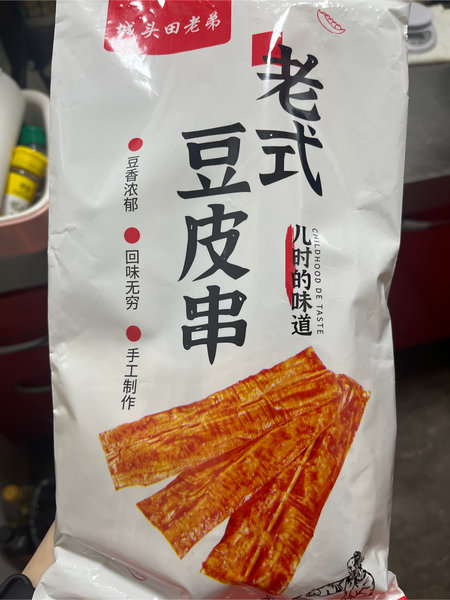 城头田老弟
老式
豆皮串
儿时的味道
CHILDHOOD DE TASTE
豆香浓郁
回味无穷
手工制作